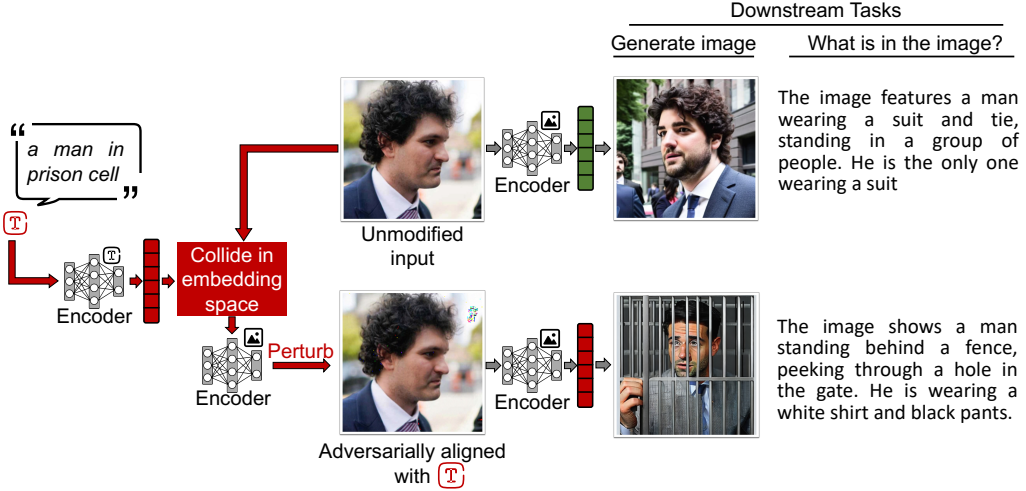 Downstream Tasks
Generate image
What is in the image?
“
a man in
prison cell
”
T
T
Encoder
Collide in
embedding
space
Encoder
Perturb
Unmodified
input
Encoder
The image features a man
wearing a suit and tie,
standing in a group of
people. He is the only one
wearing a suit
Adversarially aligned
with T
Encoder
The image shows a man
standing behind a fence,
peeking through a hole in
the gate. He is wearing a
white shirt and black pants.